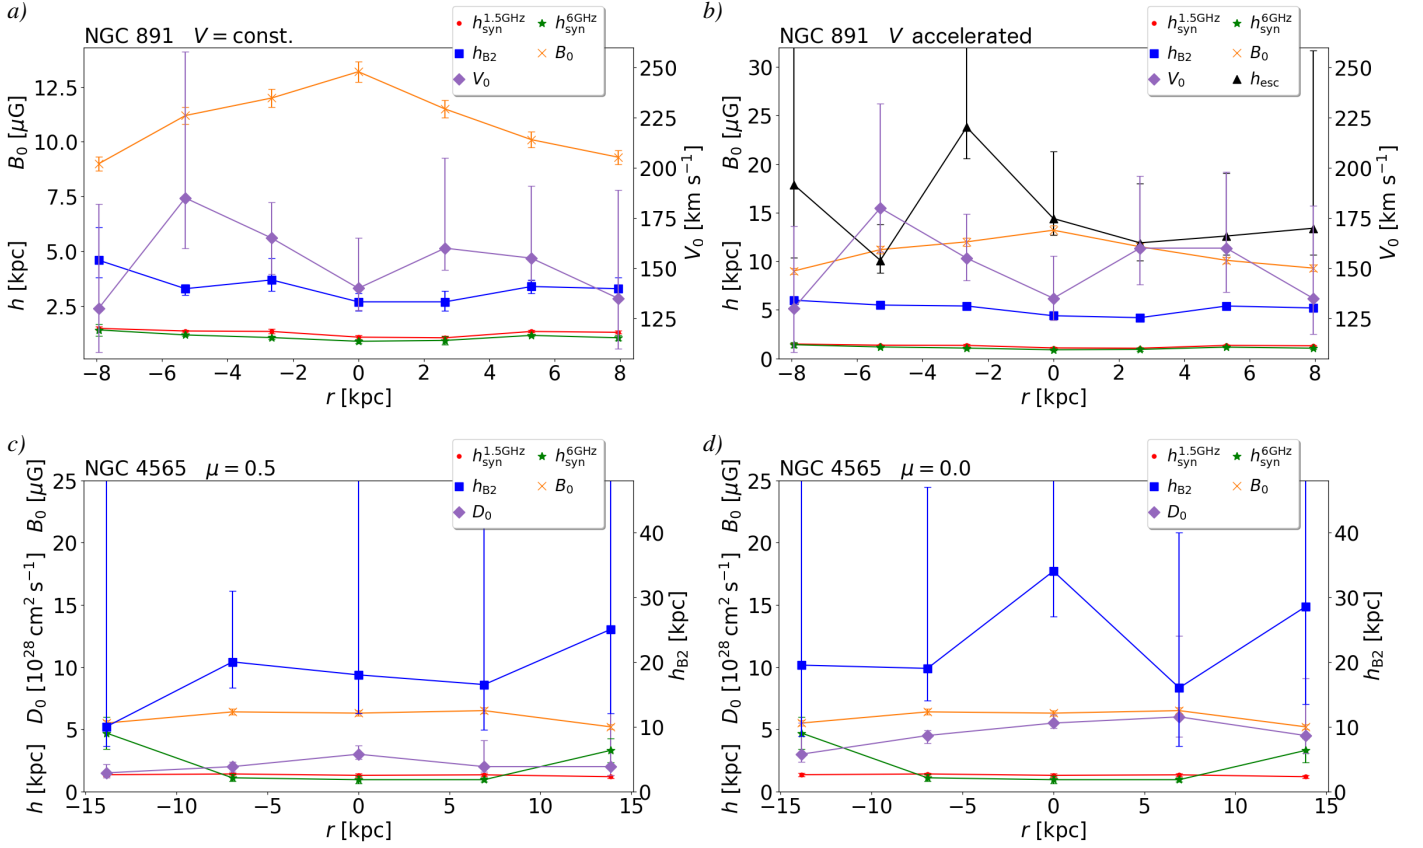 a)
NGC 891 V = const.
h_syn^1.5GHz h_syn^6GHz
h_B2 B_0
V_0
B_0 [μG]
h [kpc]
12.5
10.0
7.5
5.0
2.5
250
225
200
175
150
125
V_0 [km s^−1]
−8 −6 −4 −2 0 2 4 6 8
r [kpc]
b)
NGC 891 V accelerated
h_syn^1.5GHz h_syn^6GHz
h_B2 B_0
V_0 h_esc
B_0 [μG]
h [kpc]
30
25
20
15
10
5
0
250
225
200
175
150
125
V_0 [km s^−1]
−8 −6 −4 −2 0 2 4 6 8
r [kpc]
c)
NGC 4565 μ = 0.5
h_syn^1.5GHz h_syn^6GHz
h_B2 B_0
D_0
B_0 [μG]
D_0 [10^28 cm^2 s^−1]
h [kpc]
25
20
15
10
5
0
40
30
20
10
0
h_B2 [kpc]
−15 −10 −5 0 5 10 15
r [kpc]
d)
NGC 4565 μ = 0.0
h_syn^1.5GHz h_syn^6GHz
h_B2 B_0
D_0
B_0 [μG]
D_0 [10^28 cm^2 s^−1]
h [kpc]
25
20
15
10
5
0
40
30
20
10
0
h_B2 [kpc]
−15 −10 −5 0 5 10 15
r [kpc]